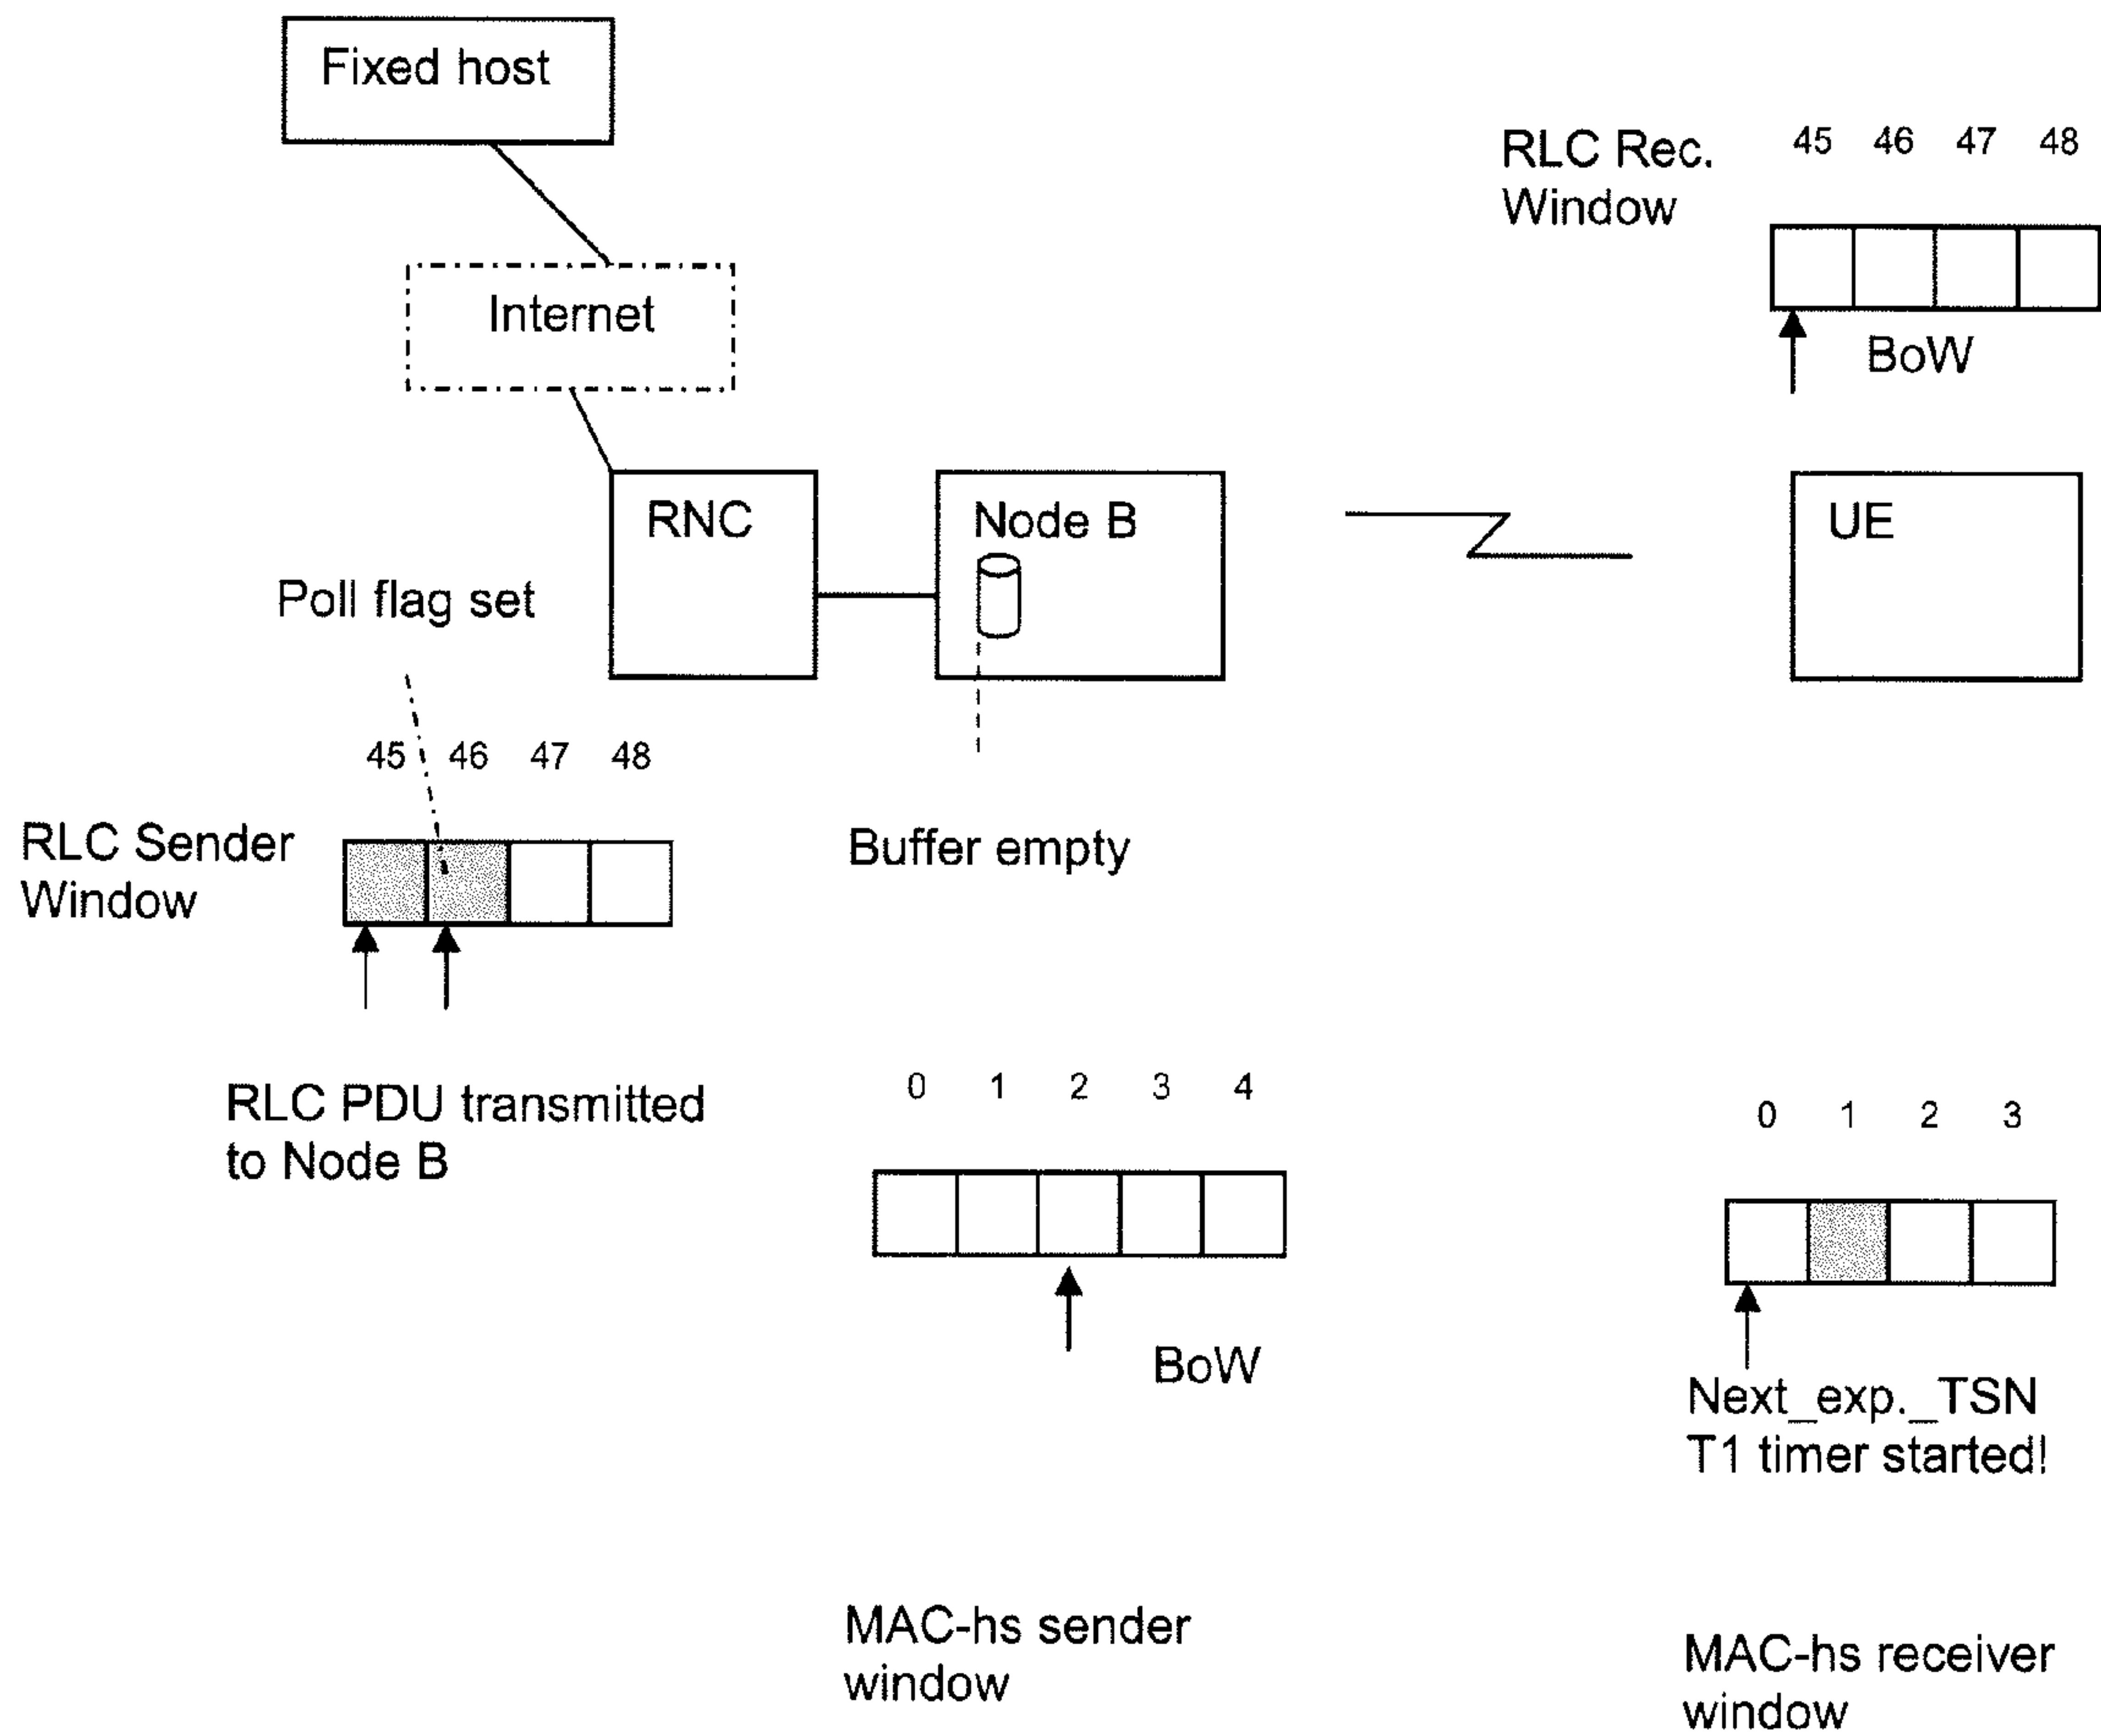 Fixed host
RLC Rec.
Window
45 46 47 48
Internet
BoW
RNC
Node B
UE
Poll flag set
45 46 47 48
RLC Sender
Window
Buffer empty
RLC PDU transmitted
to Node B
0 1 2 3 4
0 1 2 3
BoW
Next_exp._TSN
T1 timer started!
MAC-hs sender
window
MAC-hs receiver
window